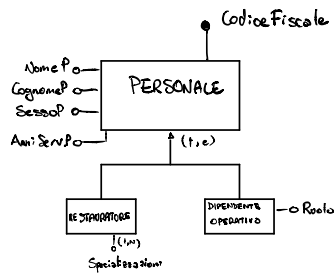 CodiceFiscale
NomeP
CognomeP
SessoP
AnniServP
PERSONALE
(t,e)
RESTAURATORE
DIPENDENTE
OPERATIVO
Ruolo
(1,N)
Specializzazioni